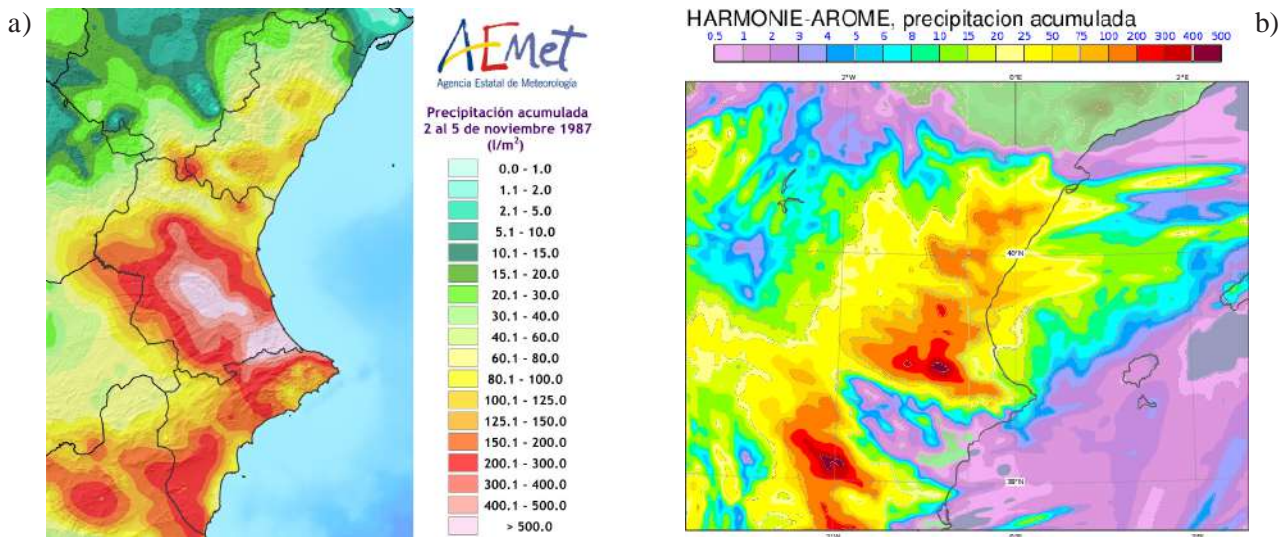 a)
AEMet
Agencia Estatal de Meteorología
Precipitación acumulada
2 al 5 de noviembre 1987
(l/m²)
0.0 - 1.0
1.1 - 2.0
2.1 - 5.0
5.1 - 10.0
10.1 - 15.0
15.1 - 20.0
20.1 - 30.0
30.1 - 40.0
40.1 - 60.0
60.1 - 80.0
80.1 - 100.0
100.1 - 125.0
125.1 - 150.0
150.1 - 200.0
200.1 - 300.0
300.1 - 400.0
400.1 - 500.0
> 500.0
HARMONIE-AROME, precipitacion acumulada
b)
0.5 1 2 3 4 5 6 8 10 15 20 25 50 75 100 200 300 400 500
2°W 0°E 2°E
40°N